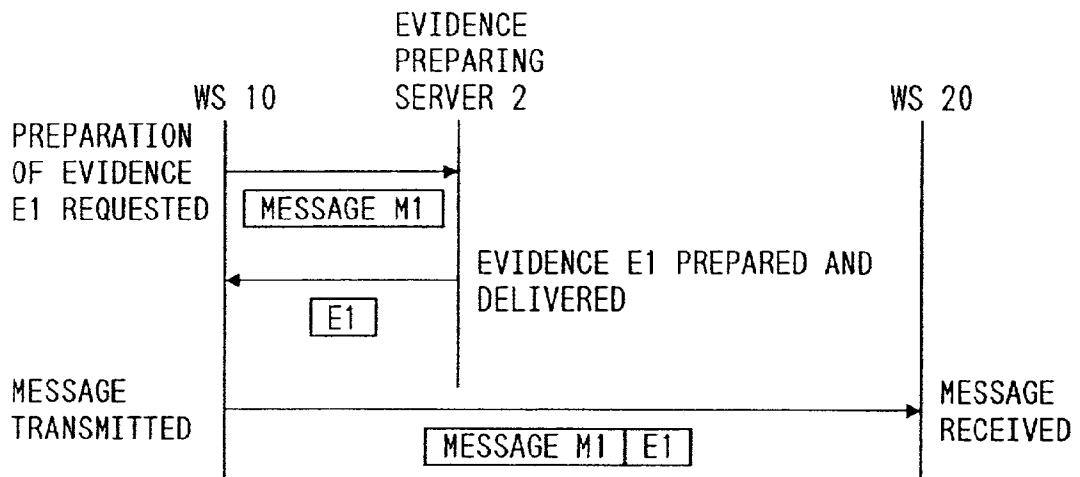 EVIDENCE
PREPARING
SERVER 2
WS 10
WS 20
PREPARATION
OF EVIDENCE
E1 REQUESTED
MESSAGE M1
EVIDENCE E1 PREPARED AND
DELIVERED
E1
MESSAGE
TRANSMITTED
MESSAGE
RECEIVED
MESSAGE M1 E1